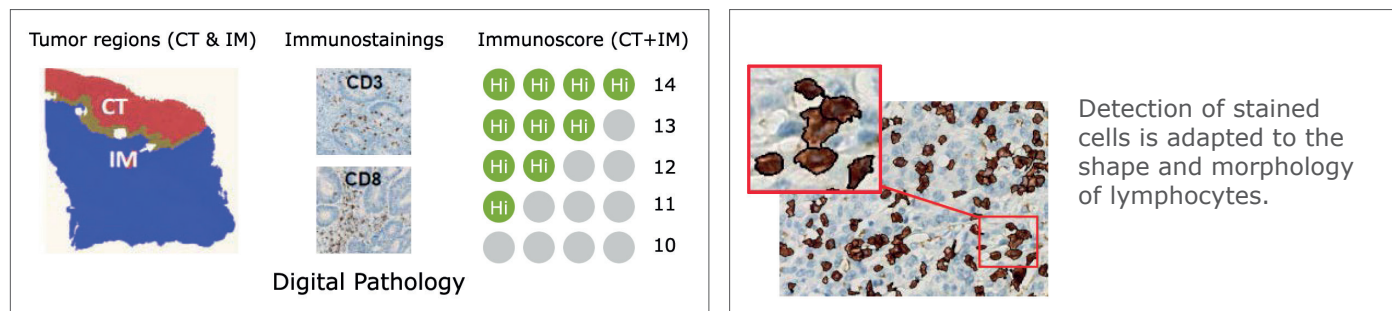 Tumor regions (CT & IM)
Immunostainings
Immunoscore (CT+IM)
CT
IM
CD3
CD8
Hi Hi Hi Hi 14
Hi Hi Hi 13
Hi Hi 12
Hi 11
10
Digital Pathology
Detection of stained
cells is adapted to the
shape and morphology
of lymphocytes.